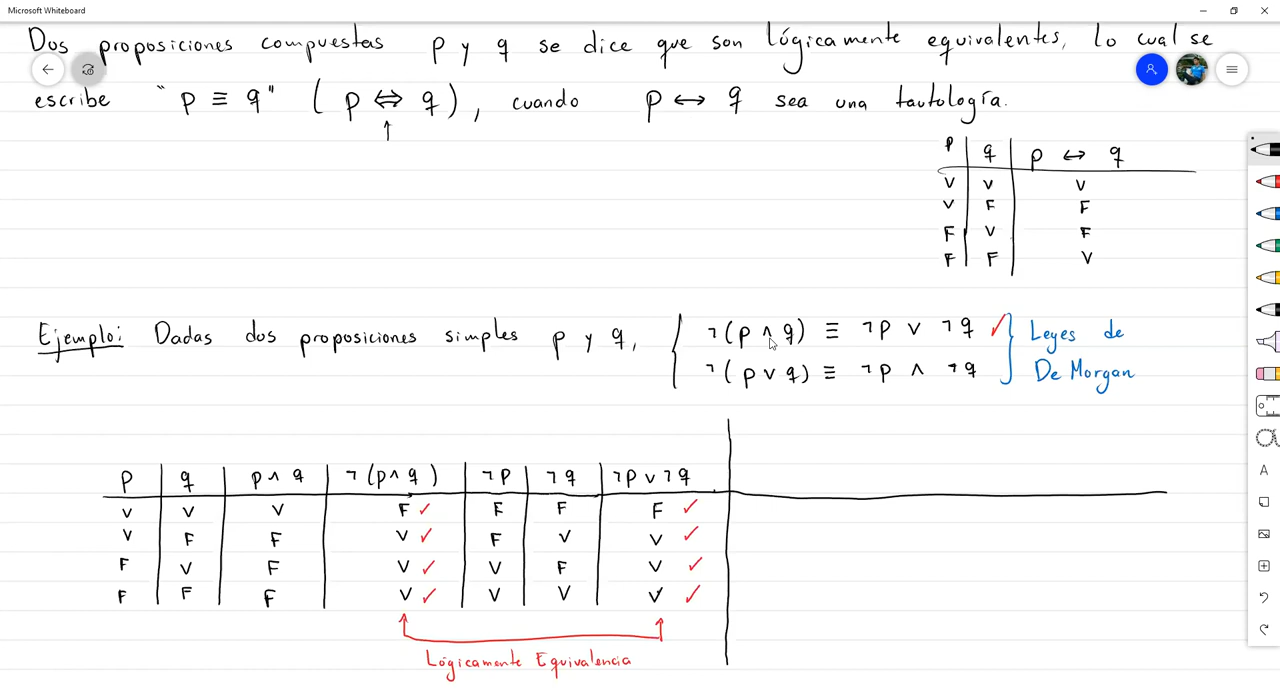 Microsoft Whiteboard
Dos proposiciones compuestas p y q se dice que son lógicamente equivalentes, lo cual se
escribe "p ≡ q" (p ⇔ q), cuando p ↔ q sea una tautología.
↑
p | q | p ↔ q
V | V | V
V | F | F
F | V | F
F | F | V
Ejemplo: Dadas dos proposiciones simples p y q, { ¬(p ∧ q) ≡ ¬p ∨ ¬q ✓ } Leyes de
¬(p ∨ q) ≡ ¬p ∧ ¬q De Morgan
p | q | p ∧ q | ¬(p ∧ q) | ¬p | ¬q | ¬p ∨ ¬q
V | V | V | F ✓ | F | F | F ✓
V | F | F | V ✓ | F | V | V ✓
F | V | F | V ✓ | V | F | V ✓
F | F | F | V ✓ | V | V | V ✓
Lógicamente Equivalencia
A